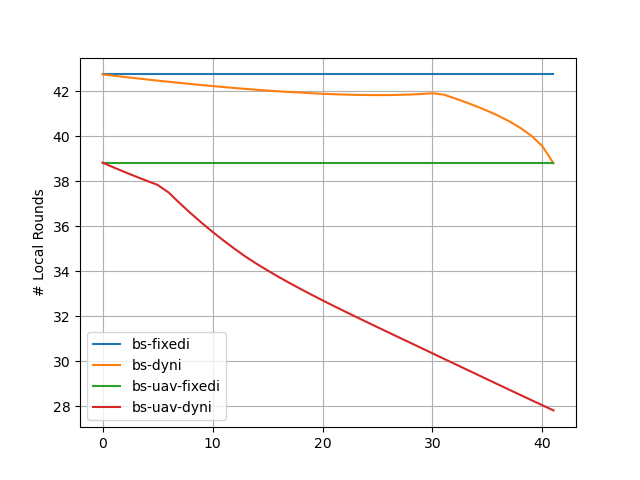 42
40
38
36
34
32
30
28
# Local Rounds
bs-fixedi
bs-dyni
bs-uav-fixedi
bs-uav-dyni
0 10 20 30 40